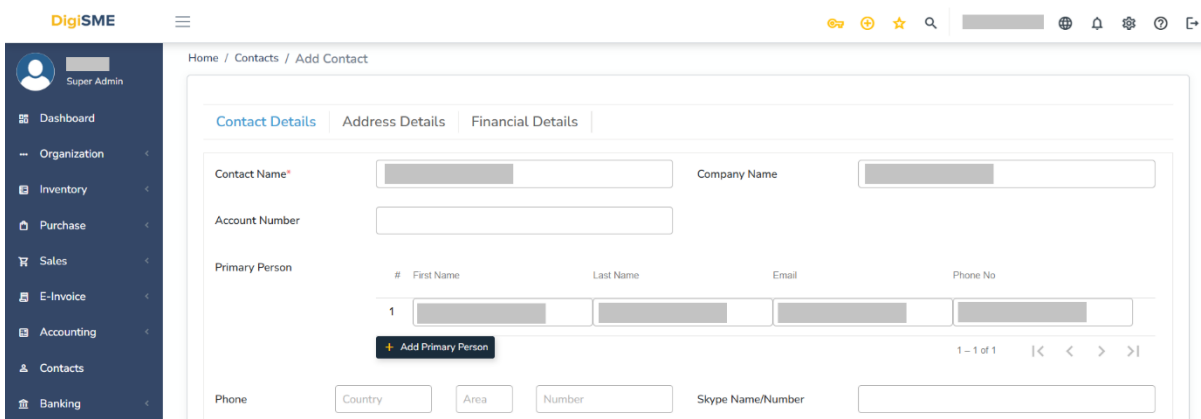 DigiSME
Super Admin
Home / Contacts / Add Contact
Dashboard
Organization
Inventory
Purchase
Sales
E-Invoice
Accounting
Contacts
Banking
Contact Details
Address Details
Financial Details
Contact Name*
Company Name
Account Number
Primary Person
# First Name Last Name Email Phone No
1
+ Add Primary Person
1 – 1 of 1
Phone Country Area Number Skype Name/Number